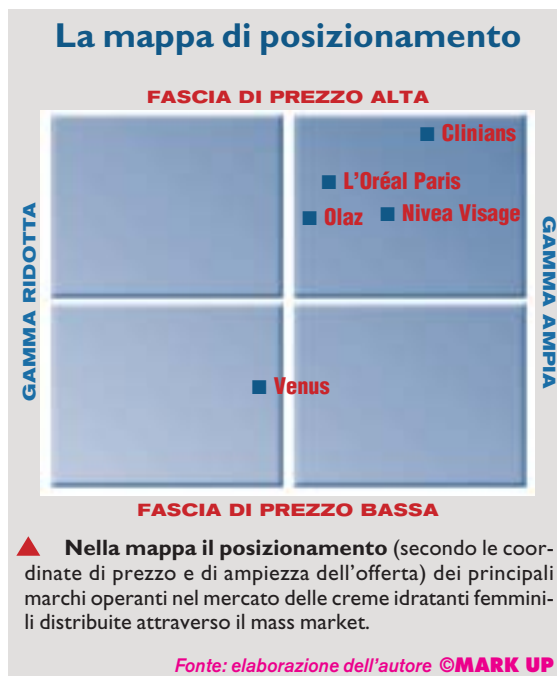 La mappa di posizionamento
FASCIA DI PREZZO ALTA
Clinians
L'Oréal Paris
Olaz
Nivea Visage
GAMMA RIDOTTA
GAMMA AMPIA
Venus
FASCIA DI PREZZO BASSA
Nella mappa il posizionamento (secondo le coor-
dinate di prezzo e di ampiezza dell'offerta) dei principali
marchi operanti nel mercato delle creme idratanti femmini-
li distribuite attraverso il mass market.
Fonte: elaborazione dell'autore ©MARK UP